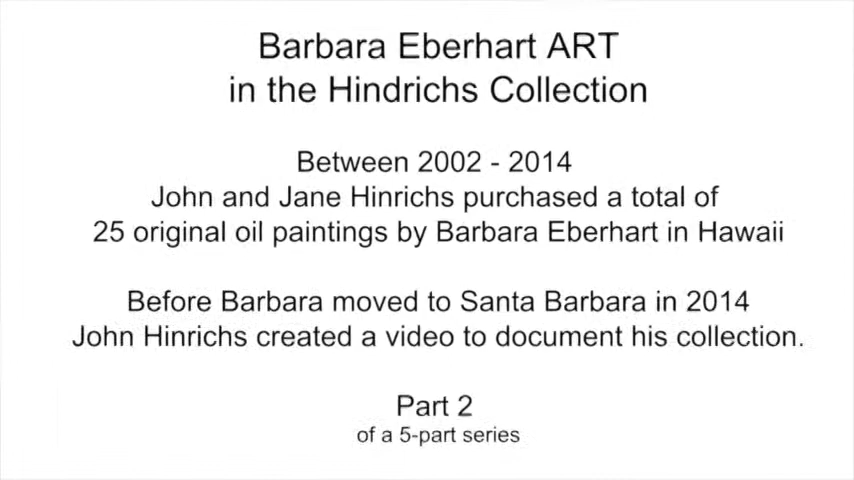 Barbara Eberhart ART
in the Hindrichs Collection
Between 2002 - 2014
John and Jane Hinrichs purchased a total of
25 original oil paintings by Barbara Eberhart in Hawaii
Before Barbara moved to Santa Barbara in 2014
John Hinrichs created a video to document his collection.
Part 2
of a 5-part series